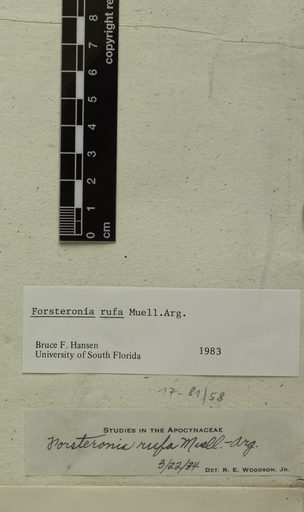 8
7
6
5
4
3
2
1
0
cm
copyright re
Forsteronia rufa Muell.Arg.
Bruce F. Hansen
University of South Florida 1983
17-81/58
STUDIES IN THE APOCYNACEAE
Forsteronia rufa Muell.-Arg.
3/22/34 DET. R. E. WOODSON, JR.